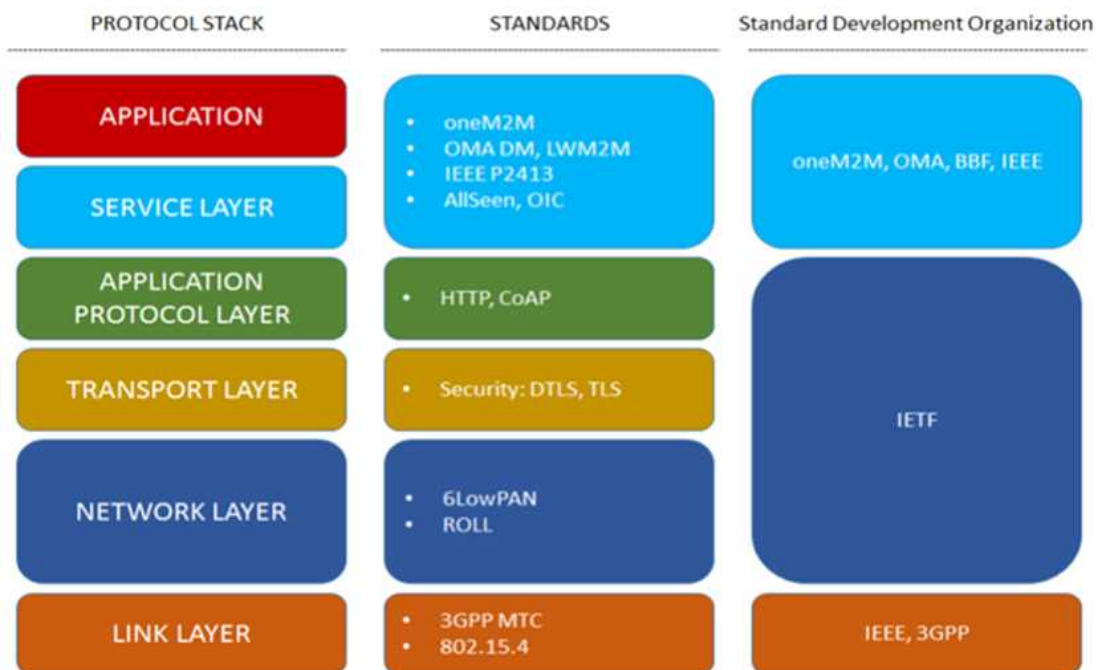 PROTOCOL STACK
STANDARDS
Standard Development Organization
APPLICATION
SERVICE LAYER
• oneM2M
• OMA DM, LWM2M
• IEEE P2413
• AllSeen, OIC
oneM2M, OMA, BBF, IEEE
APPLICATION
PROTOCOL LAYER
• HTTP, CoAP
TRANSPORT LAYER
• Security: DTLS, TLS
IETF
NETWORK LAYER
• 6LowPAN
• ROLL
LINK LAYER
• 3GPP MTC
• 802.15.4
IEEE, 3GPP